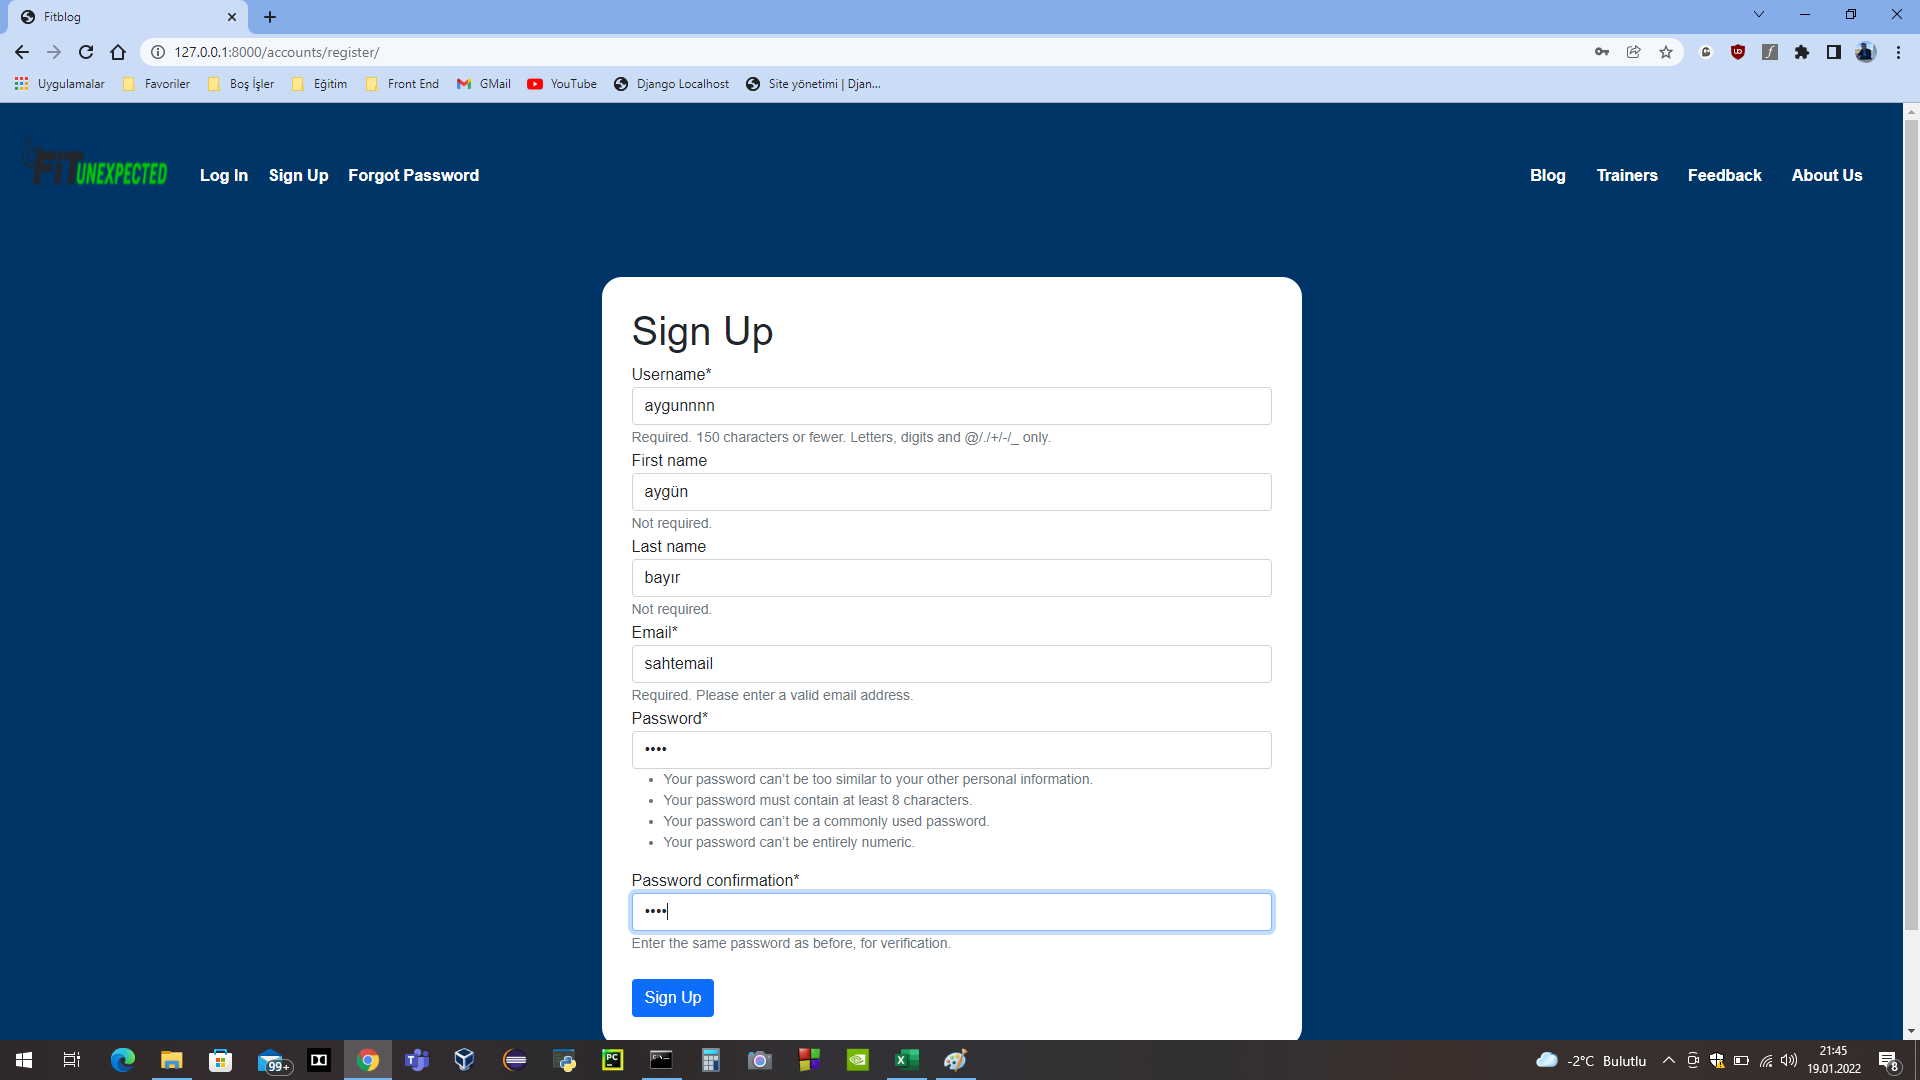 Fitblog
127.0.0.1:8000/accounts/register/
Uygulamalar Favoriler Boş İşler Eğitim Front End GMail YouTube Django Localhost Site yönetimi | Djan...
FiT UNEXPECTED
Log In Sign Up Forgot Password Blog Trainers Feedback About Us
Sign Up
Username*
aygunnnn
Required. 150 characters or fewer. Letters, digits and @/./+/-/_ only.
First name
aygün
Not required.
Last name
bayır
Not required.
Email*
sahtemail
Required. Please enter a valid email address.
Password*
••••
• Your password can’t be too similar to your other personal information.
• Your password must contain at least 8 characters.
• Your password can’t be a commonly used password.
• Your password can’t be entirely numeric.
Password confirmation*
••••
Enter the same password as before, for verification.
Sign Up
99+
-2°C Bulutlu
21:45
19.01.2022
8